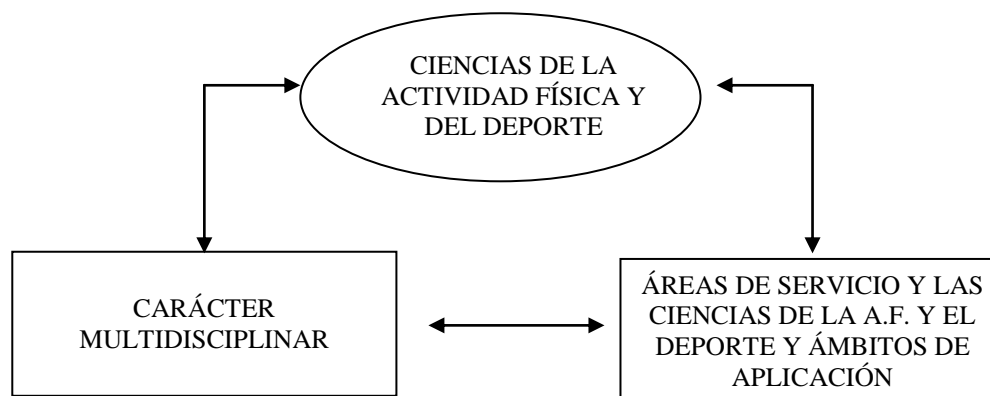 CIENCIAS DE LA
ACTIVIDAD FÍSICA Y
DEL DEPORTE
CARÁCTER
MULTIDISCIPLINAR
ÁREAS DE SERVICIO Y LAS
CIENCIAS DE LA A.F. Y EL
DEPORTE Y ÁMBITOS DE
APLICACIÓN